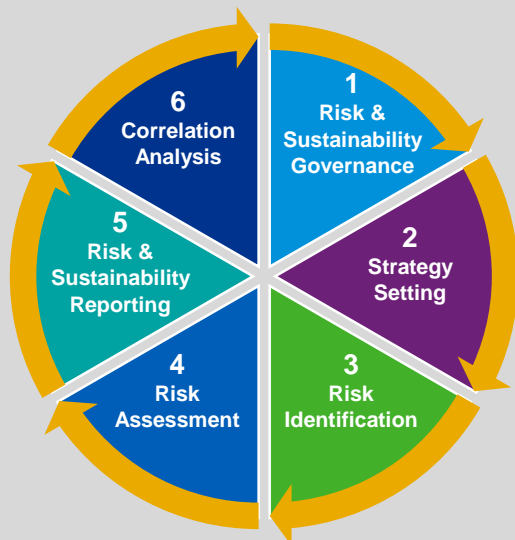 1
Risk &
Sustainability
Governance
2
Strategy
Setting
3
Risk
Identification
4
Risk
Assessment
5
Risk &
Sustainability
Reporting
6
Correlation
Analysis